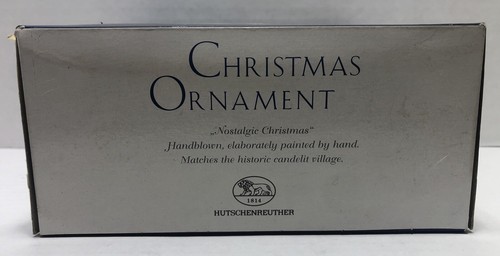 CHRISTMAS
ORNAMENT
„Nostalgic Christmas“
Handblown, elaborately painted by hand.
Matches the historic candelit village.
1814
HUTSCHENREUTHER